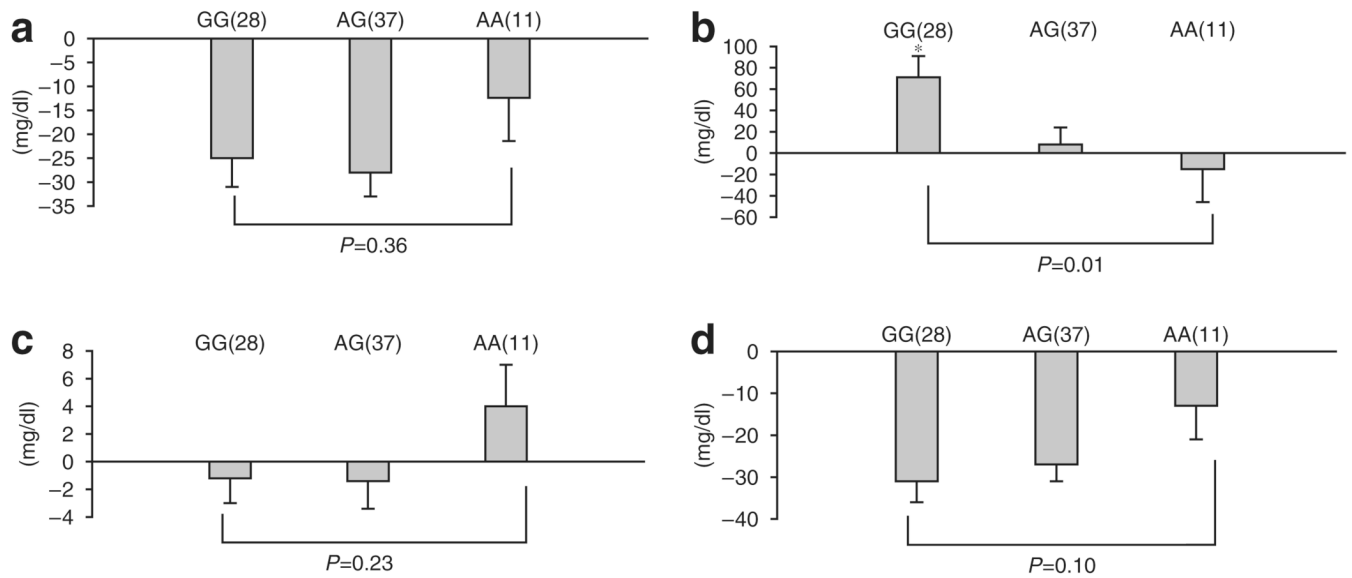 a
GG(28) AG(37) AA(11)
0
−5
−10
−15
−20
−25
−30
−35
(mg/dl)
P=0.36
b
GG(28) AG(37) AA(11)
*
100
80
60
40
20
0
−20
−40
−60
(mg/dl)
P=0.01
c
GG(28) AG(37) AA(11)
8
6
4
2
0
−2
−4
(mg/dl)
P=0.23
d
GG(28) AG(37) AA(11)
0
−10
−20
−30
−40
(mg/dl)
P=0.10